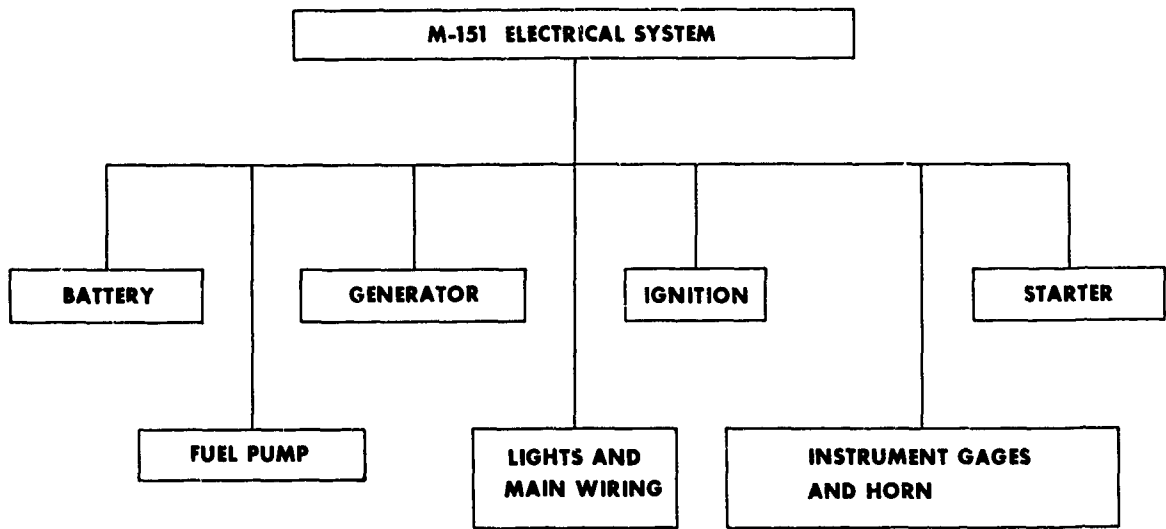 M-151 ELECTRICAL SYSTEM
BATTERY
GENERATOR
IGNITION
STARTER
FUEL PUMP
LIGHTS AND
MAIN WIRING
INSTRUMENT GAGES
AND HORN